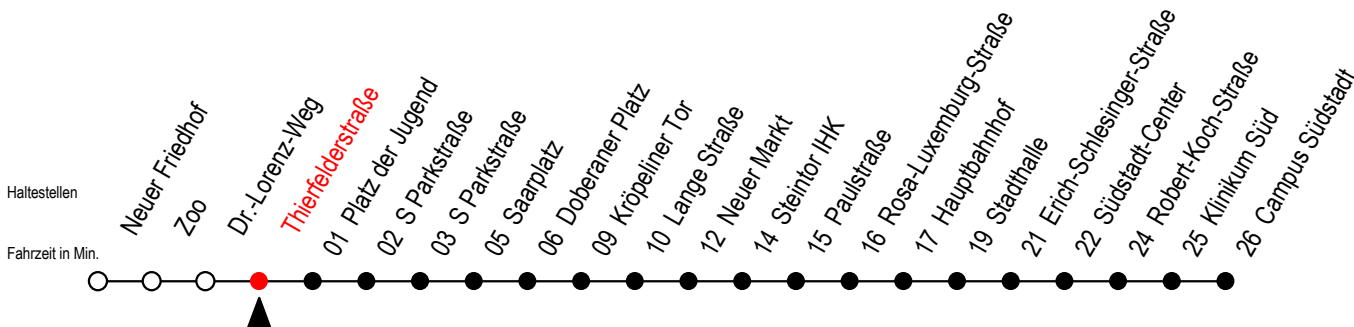 Haltestellen
Fahrzeit in Min.
Neuer Friedhof
Zoo
Dr.-Lorenz-Weg
Thierfelderstraße
01 Platz der Jugend
02 S Parkstraße
03 S Parkstraße
05 Saarplatz
06 Doberaner Platz
09 Kröpeliner Tor
10 Lange Straße
12 Neuer Markt
14 Steintor IHK
15 Paulstraße
16 Rosa-Luxemburg-Straße
17 Hauptbahnhof
19 Stadthalle
21 Erich-Schlesinger-Straße
22 Südstadt-Center
24 Robert-Koch-Straße
25 Klinikum Süd
26 Campus Südstadt